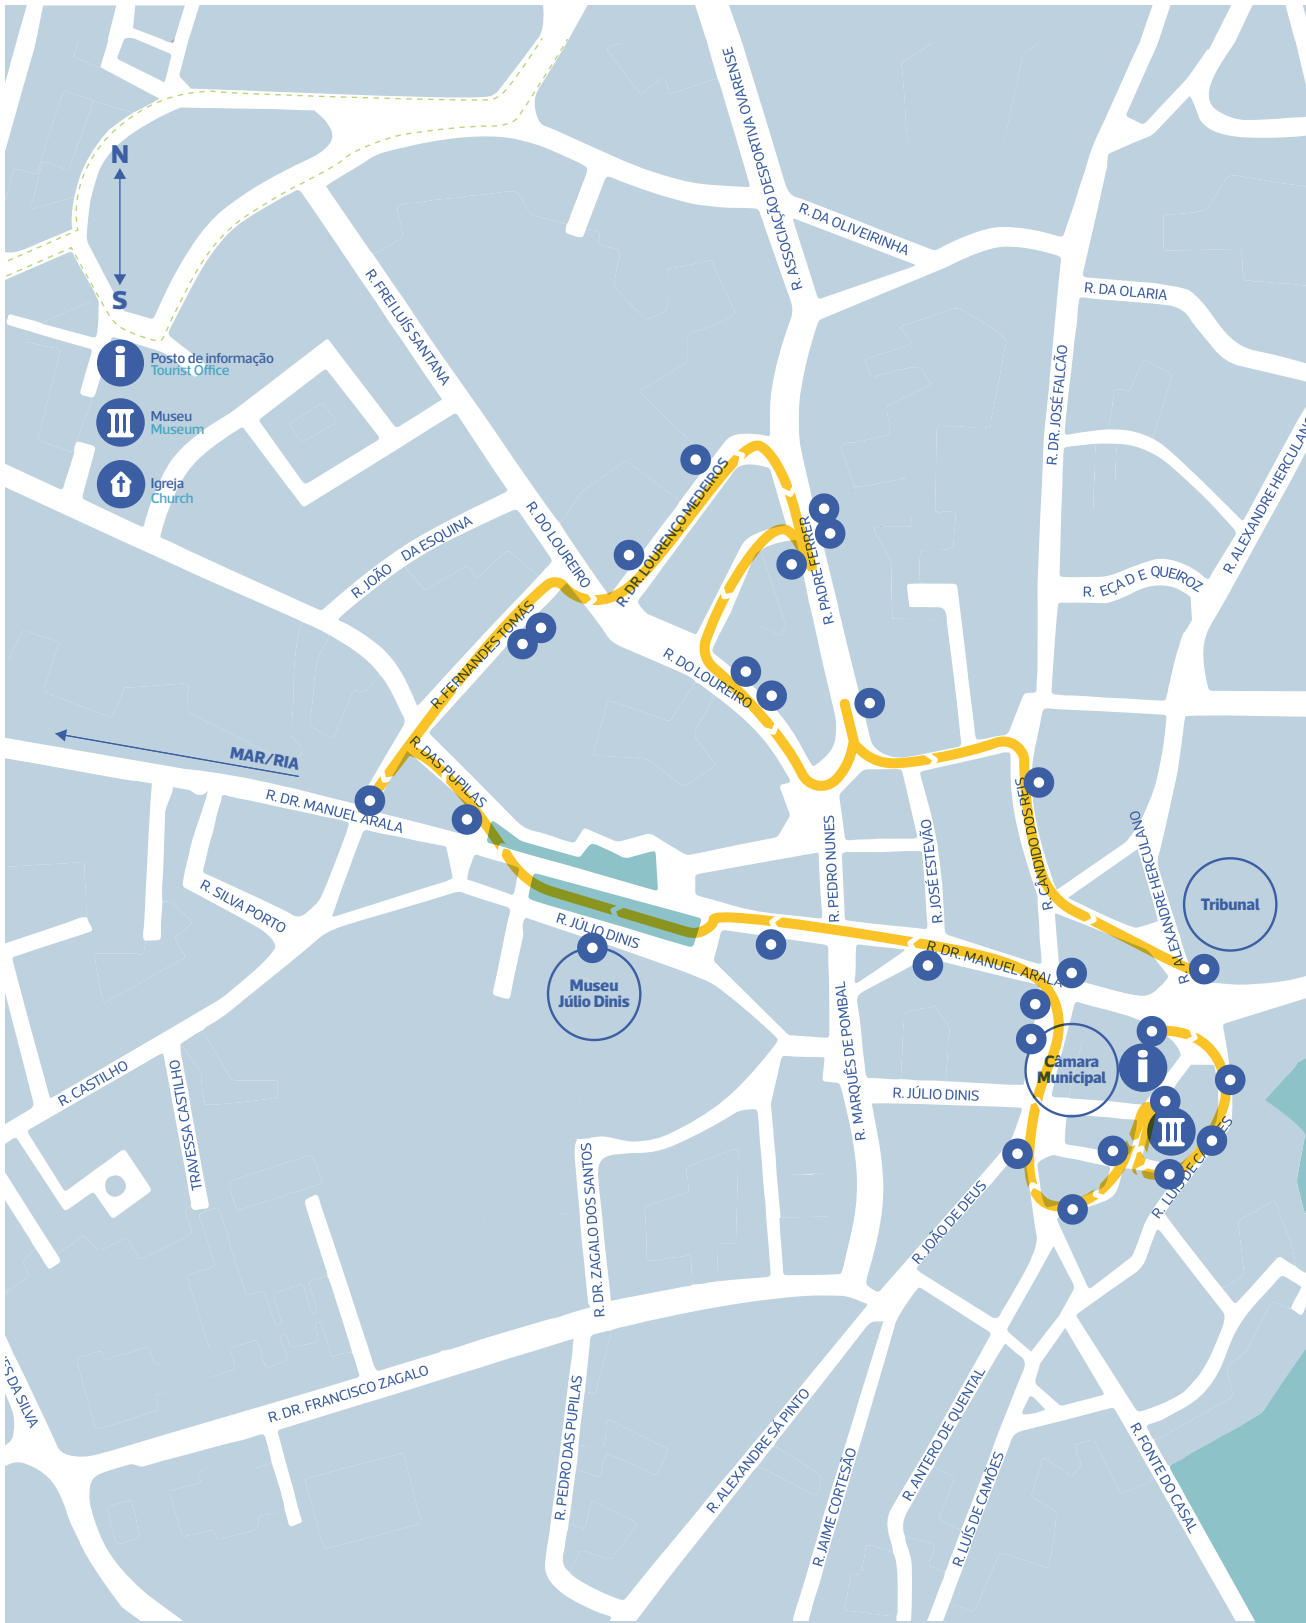 R. ASSOCIAÇÃO DESPORTIVA OVARENSE
N
S
R. DA OLIVEIRINHA
R. DA OLARIA
R. FREI LUÍS SANTANA
Posto de informação
Tourist Office
Museu
Museum
Igreja
Church
R. DR. JOSÉ FALCÃO
R. ALEXANDRE HERCULANO
R. DO LOUREIRO
R. DR. LOURENÇO MEDEIROS
R. JOÃO DA ESQUINA
R. PADRE FERRER
R. EÇA D E QUEIROZ
R. FERNANDES TOMÁS
R. DO LOUREIRO
MAR/RIA
R. DAS PUPILAS
R. DR. MANUEL ARALA
R. CÂNDIDO DOS REIS
R. PEDRO NUNES
R. JOSÉ ESTEVÃO
R. ALEXANDRE HERCULANO
Tribunal
R. SILVA PORTO
R. JÚLIO DINIS
R. DR. MANUEL ARALA
Museu
Júlio Dinis
R. MARQUÊS DE POMBAL
Câmara
Municipal
R. JÚLIO DINIS
R. CASTILHO
TRAVESSA CASTILHO
R. LUÍS DE CAMÕES
R. JOÃO DE DEUS
R. DR. ZAGALO DOS SANTOS
R. DR. FRANCISCO ZAGALO
DA SILVA
R. PEDRO DAS PUPILAS
R. ALEXANDRE SÁ PINTO
R. JAIME CORTESÃO
R. ANTERO DE QUENTAL
R. LUÍS DE CAMÕES
R. FONTE DO CASAL